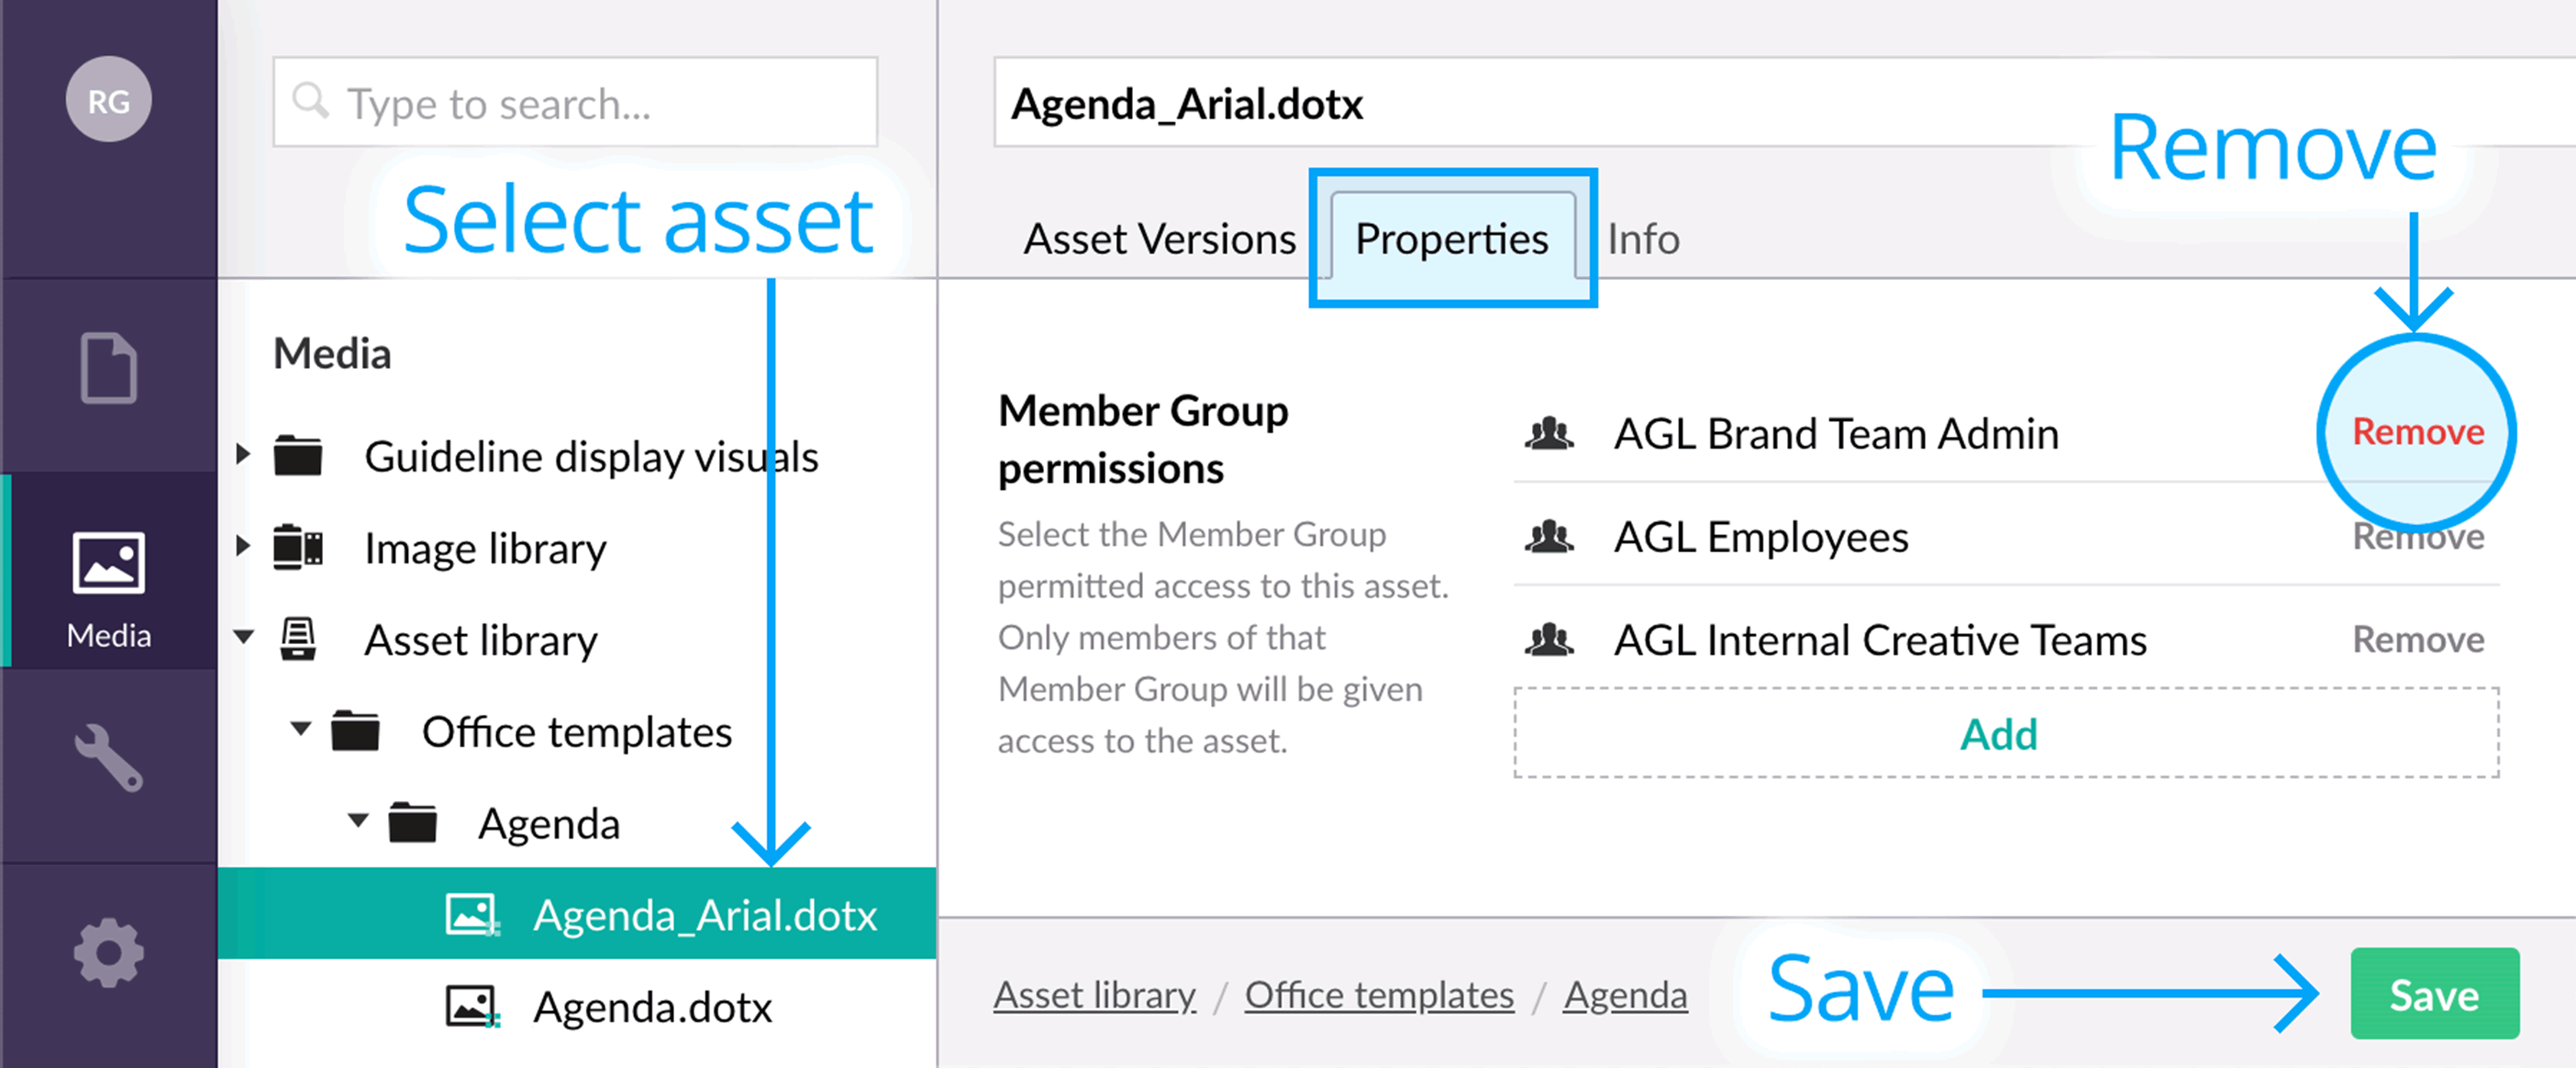 RG
Type to search...
Agenda_Arial.dotx
Remove
Select asset
Asset Versions
Properties
Info
Media
Media
Guideline display visuals
Image library
Asset library
Office templates
Agenda
Agenda_Arial.dotx
Agenda.dotx
Member Group
permissions
Select the Member Group
permitted access to this asset.
Only members of that
Member Group will be given
access to the asset.
AGL Brand Team Admin
Remove
AGL Employees
Remove
AGL Internal Creative Teams
Remove
Add
Asset library / Office templates / Agenda
Save
Save